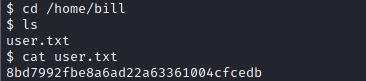 $ cd /home/bill
$ ls
user.txt
$ cat user.txt
8bd7992fbe8a6ad22a63361004cfcedb